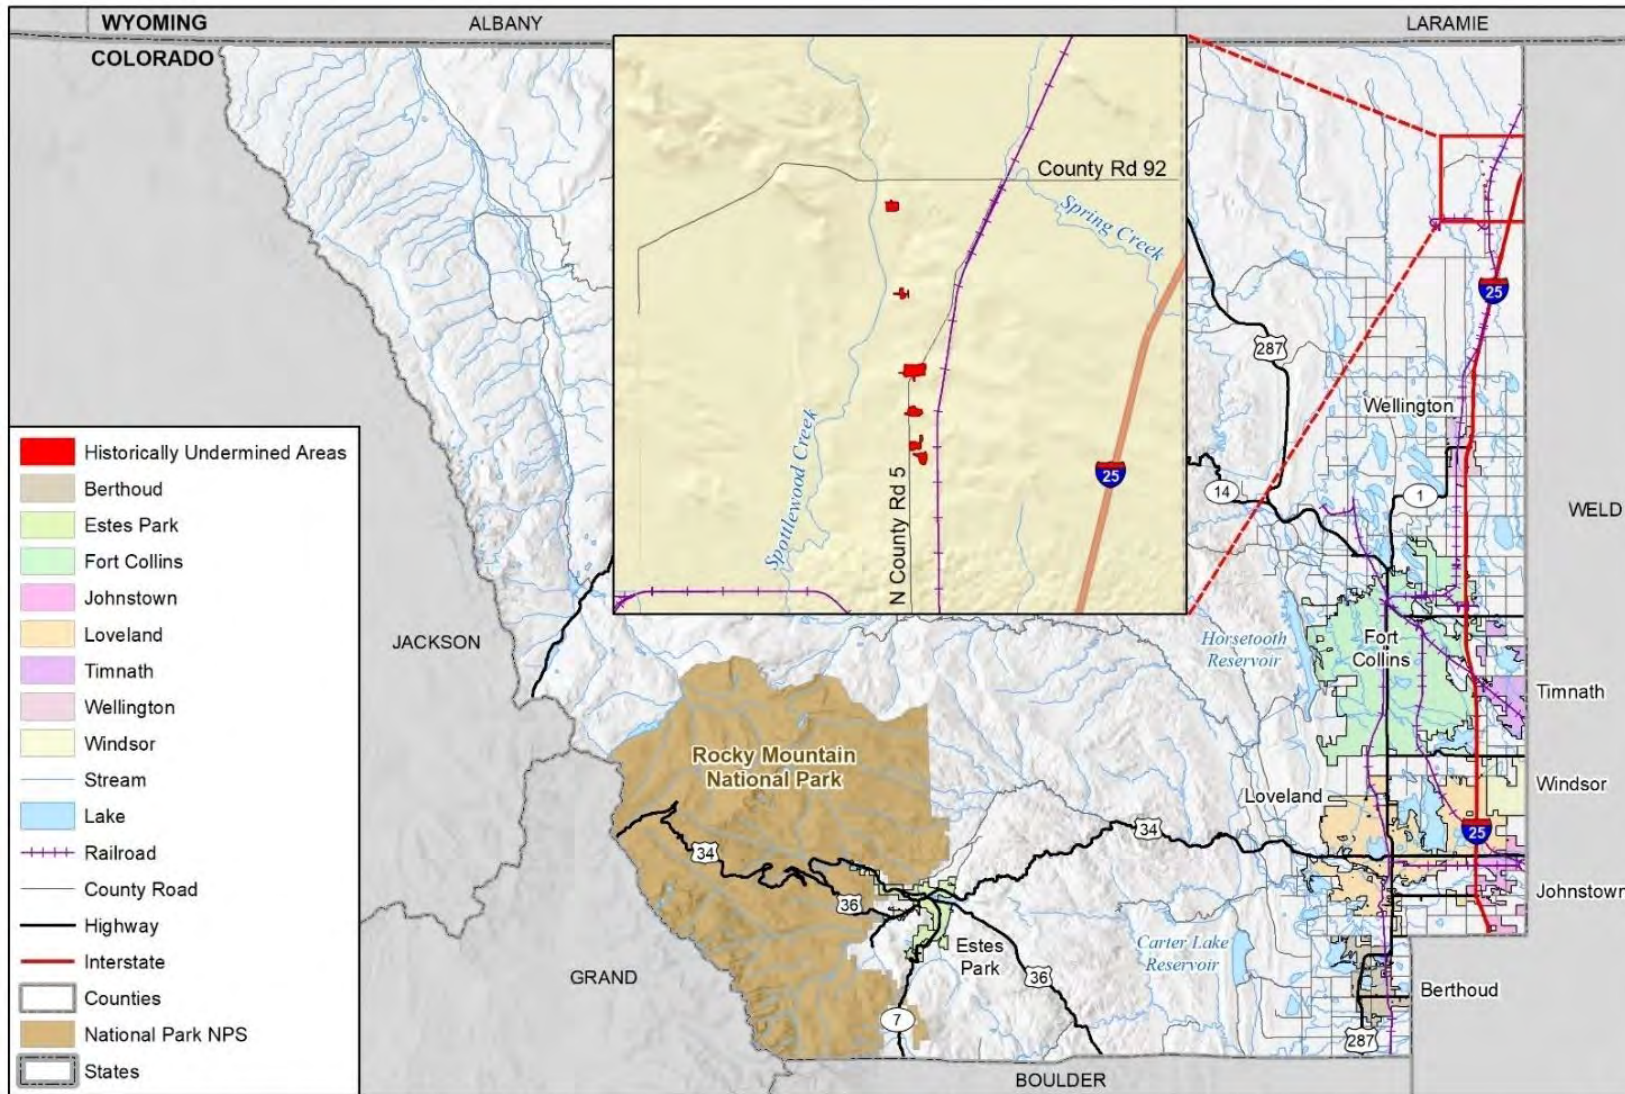 WYOMING
ALBANY
LARAMIE
COLORADO
County Rd 92
Spring Creek
25
Spottlewood Creek
N County Rd 5
25
287
Wellington
14
1
WELD
Historically Undermined Areas
Berthoud
Estes Park
Fort Collins
Johnstown
Loveland
Timnath
Wellington
Windsor
Stream
Lake
Railroad
County Road
Highway
Interstate
Counties
National Park NPS
States
JACKSON
Horsetooth
Reservoir
Fort
Collins
Timnath
Rocky Mountain
National Park
Windsor
Loveland
34
34
25
36
Johnstown
Estes
Park
Carter Lake
Reservoir
36
GRAND
Berthoud
7
287
BOULDER